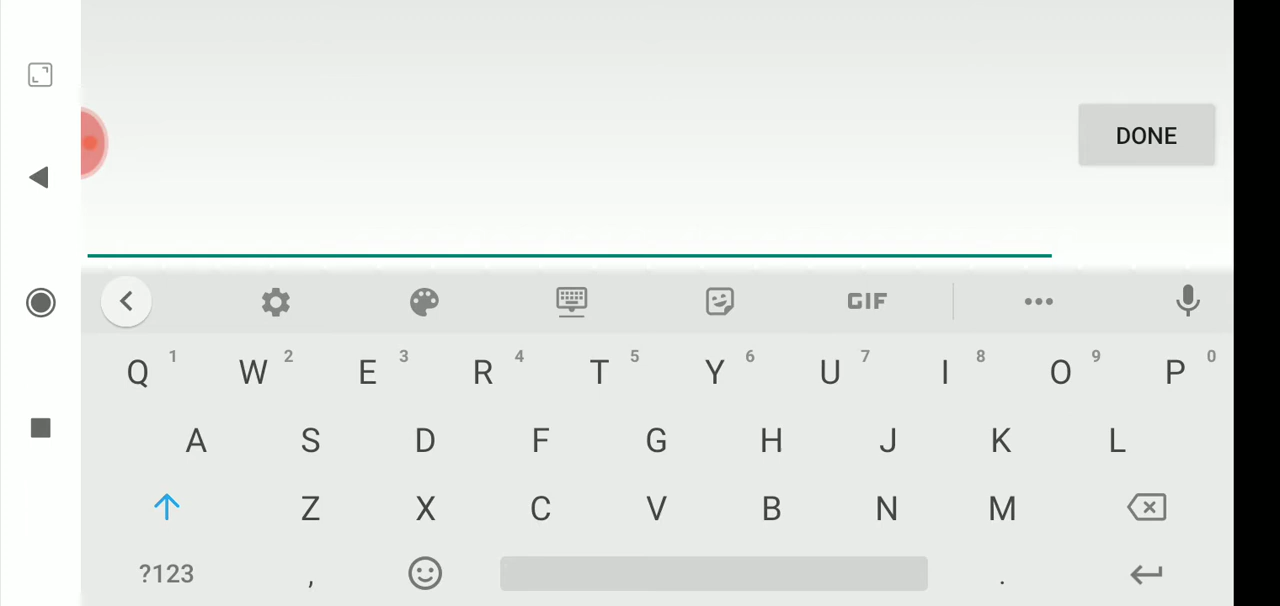 DONE
GIF
Q 1 W 2 E 3 R 4 T 5 Y 6 U 7 I 8 O 9 P 0
A S D F G H J K L
Z X C V B N M
?123 , .